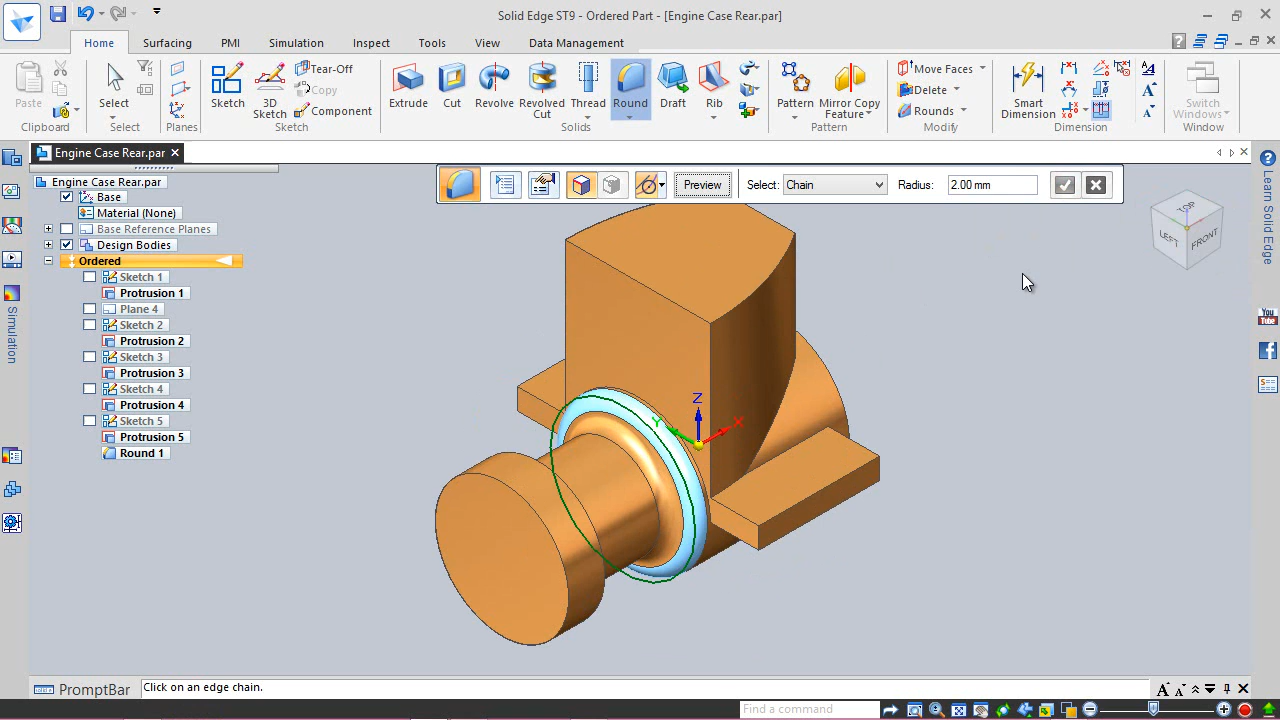 Solid Edge ST9 - Ordered Part - [Engine Case Rear.par]
Home Surfacing PMI Simulation Inspect Tools View Data Management
Paste
Clipboard
Select
Select
Planes
Sketch
3D Sketch
Tear-Off
Copy
Component
Sketch
Extrude
Cut
Revolve
Revolved Cut
Thread
Round
Draft
Rib
Solids
Pattern
Mirror Copy Feature
Pattern
Move Faces
Delete
Rounds
Modify
Smart Dimension
Dimension
Switch Windows
Window
Engine Case Rear.par
Engine Case Rear.par
Base
Material (None)
Base Reference Planes
Design Bodies
Ordered
Sketch 1
Protrusion 1
Plane 4
Sketch 2
Protrusion 2
Sketch 3
Protrusion 3
Sketch 4
Protrusion 4
Sketch 5
Protrusion 5
Round 1
Preview
Select: Chain
Radius: 2.00 mm
TOP
LEFT
FRONT
Z
Y
X
Simulation
Learn Solid Edge
You
Tube
PromptBar
Click on an edge chain.
Find a command